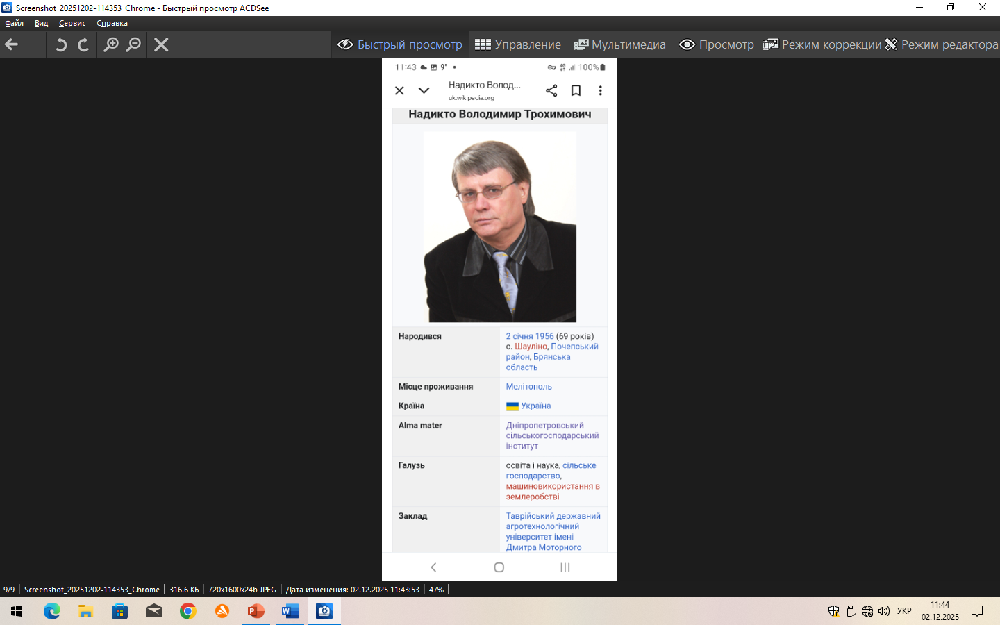 Screenshot_20251202-114353_Chrome - Быстрый просмотр ACDSee
Файл Вид Сервис Справка
Быстрый просмотр Управление Мультимедиа Просмотр Режим коррекции Режим редактора
11:43 9° • 100%
Надикто Волод...
uk.wikipedia.org
Надикто Володимир Трохимович
Народився 2 січня 1956 (69 років)
с. Шауліно, Почепський
район, Брянська
область
Місце проживання Мелітополь
Країна Україна
Alma mater Дніпропетровський
сільськогосподарський
інститут
Галузь освіта і наука, сільське
господарство,
машиновикористання в
землеробстві
Заклад Таврійський державний
агротехнологічний
університет імені
Дмитра Моторного
9/9 Screenshot_20251202-114353_Chrome 316.6 КБ 720x1600x24b JPEG Дата изменения: 02.12.2025 11:43:53 47%
УКР 11:44
02.12.2025